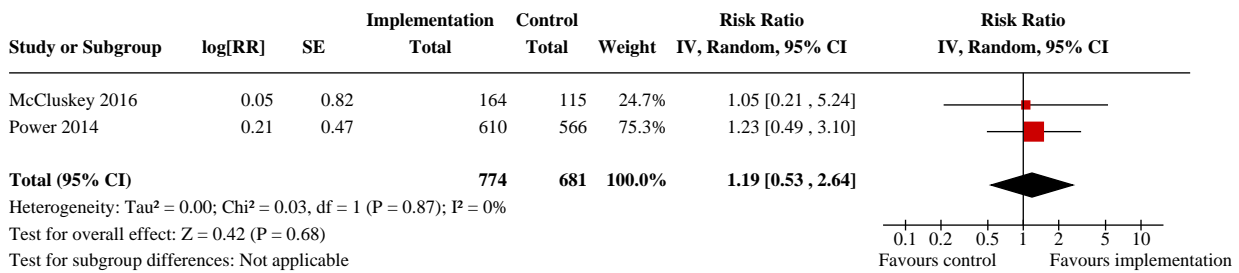 Implementation Control Risk Ratio Risk Ratio
Study or Subgroup log[RR] SE Total Total Weight IV, Random, 95% CI IV, Random, 95% CI
McCluskey 2016 0.05 0.82 164 115 24.7% 1.05 [0.21 , 5.24]
Power 2014 0.21 0.47 610 566 75.3% 1.23 [0.49 , 3.10]
Total (95% CI) 774 681 100.0% 1.19 [0.53 , 2.64]
Heterogeneity: Tau² = 0.00; Chi² = 0.03, df = 1 (P = 0.87); I² = 0%
Test for overall effect: Z = 0.42 (P = 0.68)
0.1 0.2 0.5 1 2 5 10
Test for subgroup differences: Not applicable
Favours control Favours implementation